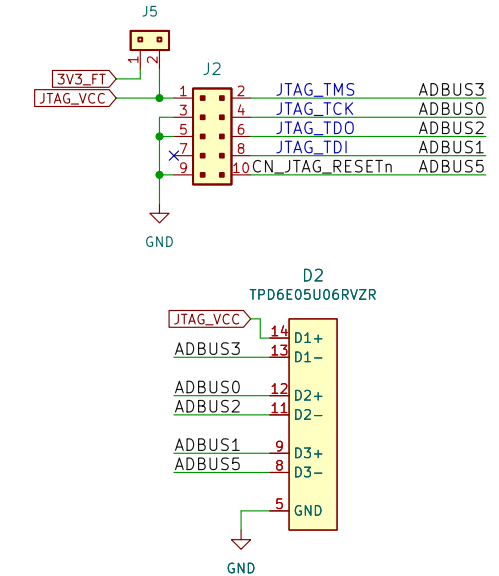 J5
1 2
3V3_FT
JTAG_VCC
J2
1 2 JTAG_TMS ADBUS3
3 4 JTAG_TCK ADBUS0
5 6 JTAG_TDO ADBUS2
7 8 JTAG_TDI ADBUS1
9 10 CN_JTAG_RESETn ADBUS5
GND
D2
TPD6E05U06RVZR
JTAG_VCC 14 D1+
ADBUS3 13 D1-
ADBUS0 12 D2+
ADBUS2 11 D2-
ADBUS1 9 D3+
ADBUS5 8 D3-
5 GND
GND